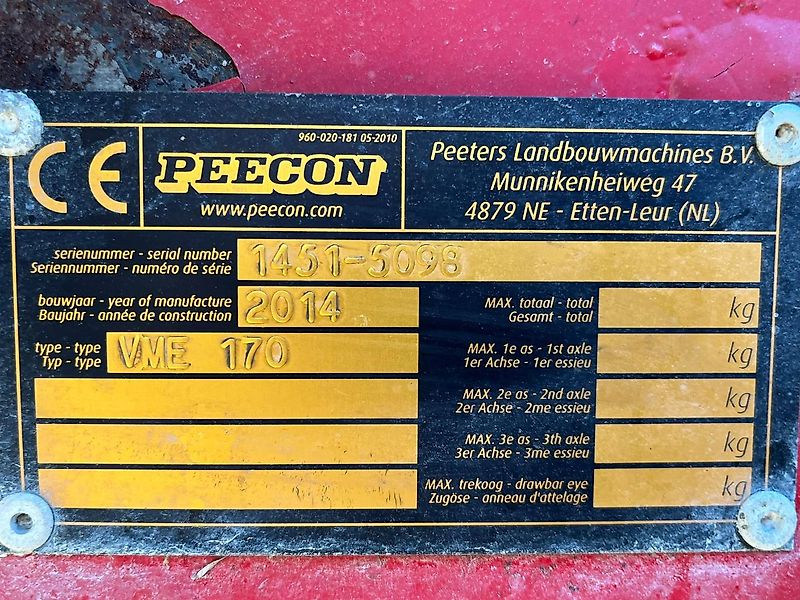 CE
960-020-181 05-2010
PEECON
www.peecon.com
Peeters Landbouwmachines B.V.
Munnikenheiweg 47
4879 NE - Etten-Leur (NL)
serienummer - serial number
Seriennummer - numéro de série
1451-5098
bouwjaar - year of manufacture
Baujahr - année de construction
2014
type - type
Typ - type
VME 170
MAX. totaal - total
Gesamt - total
kg
MAX. 1e as - 1st axle
1er Achse - 1er essieu
kg
MAX. 2e as - 2nd axle
2er Achse - 2me essieu
kg
MAX. 3e as - 3th axle
3er Achse - 3me essieu
kg
MAX. trekoog - drawbar eye
Zugöse - anneau d'attelage
kg